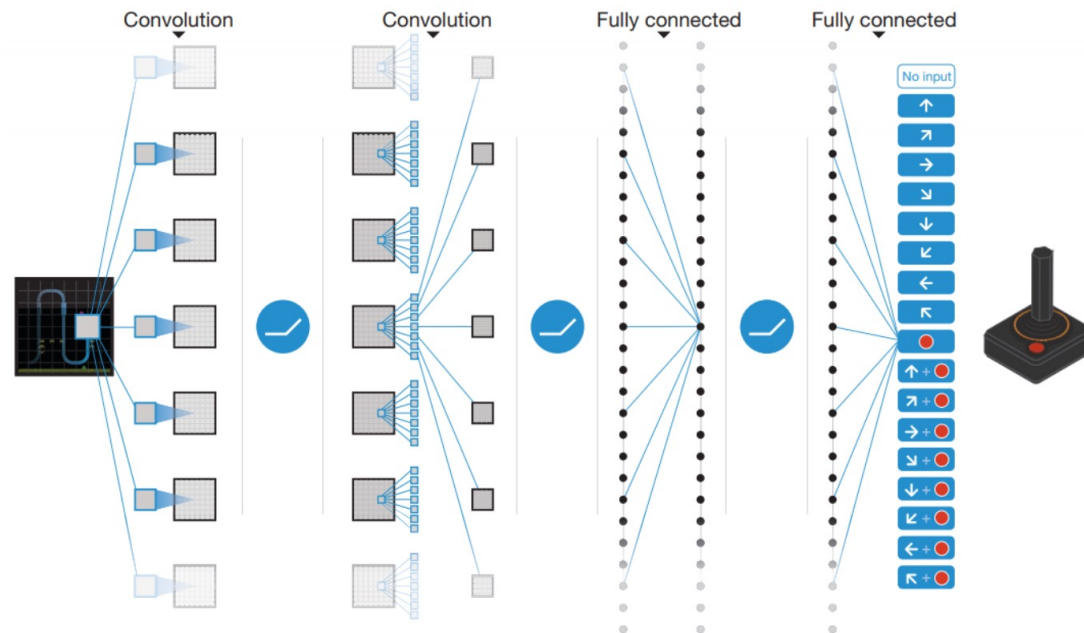 Convolution
Convolution
Fully connected
Fully connected
No input
+
+
+
+
+
+
+
+